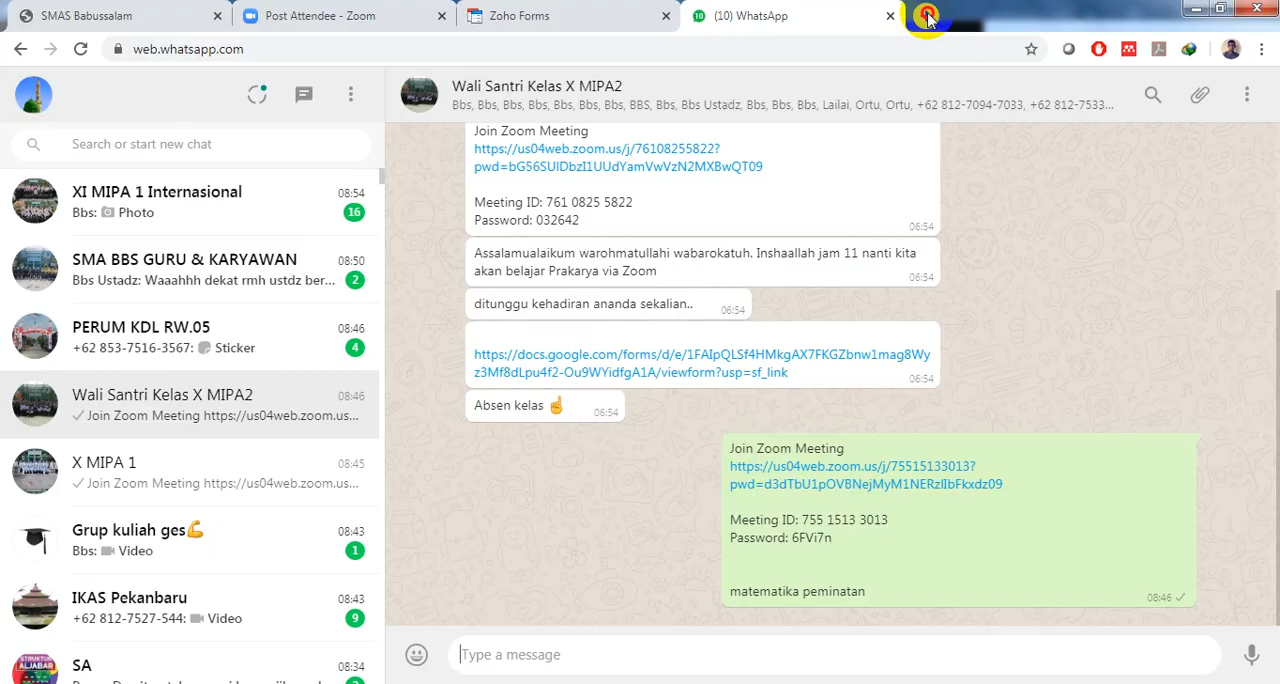 SMAS Babussalam
Post Attendee - Zoom
Zoho Forms
(10) WhatsApp
web.whatsapp.com
Search or start new chat
XI MIPA 1 Internasional
08:54
Bbs: Photo
16
SMA BBS GURU & KARYAWAN
08:50
Bbs Ustadz: Waaahhh dekat rmh ustdz ber...
2
PERUM KDL RW.05
08:46
+62 853-7516-3567: Sticker
4
Wali Santri Kelas X MIPA2
08:46
Join Zoom Meeting https://us04web.zoom.us...
X MIPA 1
08:45
Join Zoom Meeting https://us04web.zoom.us...
Grup kuliah ges💪
08:43
Bbs: Video
1
IKAS Pekanbaru
08:43
+62 812-7527-544: Video
9
SA
08:34
Wali Santri Kelas X MIPA2
Bbs, Bbs, Bbs, Bbs, Bbs, Bbs, Bbs, BBS, Bbs, Bbs Ustadz, Bbs, Bbs, Bbs, Lailai, Ortu, Ortu, +62 812-7094-7033, +62 812-7533...
Join Zoom Meeting
https://us04web.zoom.us/j/76108255822?
pwd=bG56SUlDbzI1UUdYamVwVzN2MXBwQT09
Meeting ID: 761 0825 5822
Password: 032642
06:54
Assalamualaikum warohmatullahi wabarokatuh. Inshaallah jam 11 nanti kita
akan belajar Prakarya via Zoom
06:54
ditunggu kehadiran ananda sekalian..
06:54
https://docs.google.com/forms/d/e/1FAIpQLSf4HMkgAX7FKGZbnw1mag8Wy
z3Mf8dLpu4f2-Ou9WYidfgA1A/viewform?usp=sf_link
06:54
Absen kelas ☝
06:54
Join Zoom Meeting
https://us04web.zoom.us/j/75515133013?
pwd=d3dTbU1pOVBNejMyM1NERzlIbFkxdz09
Meeting ID: 755 1513 3013
Password: 6FVi7n
matematika peminatan
08:46
Type a message